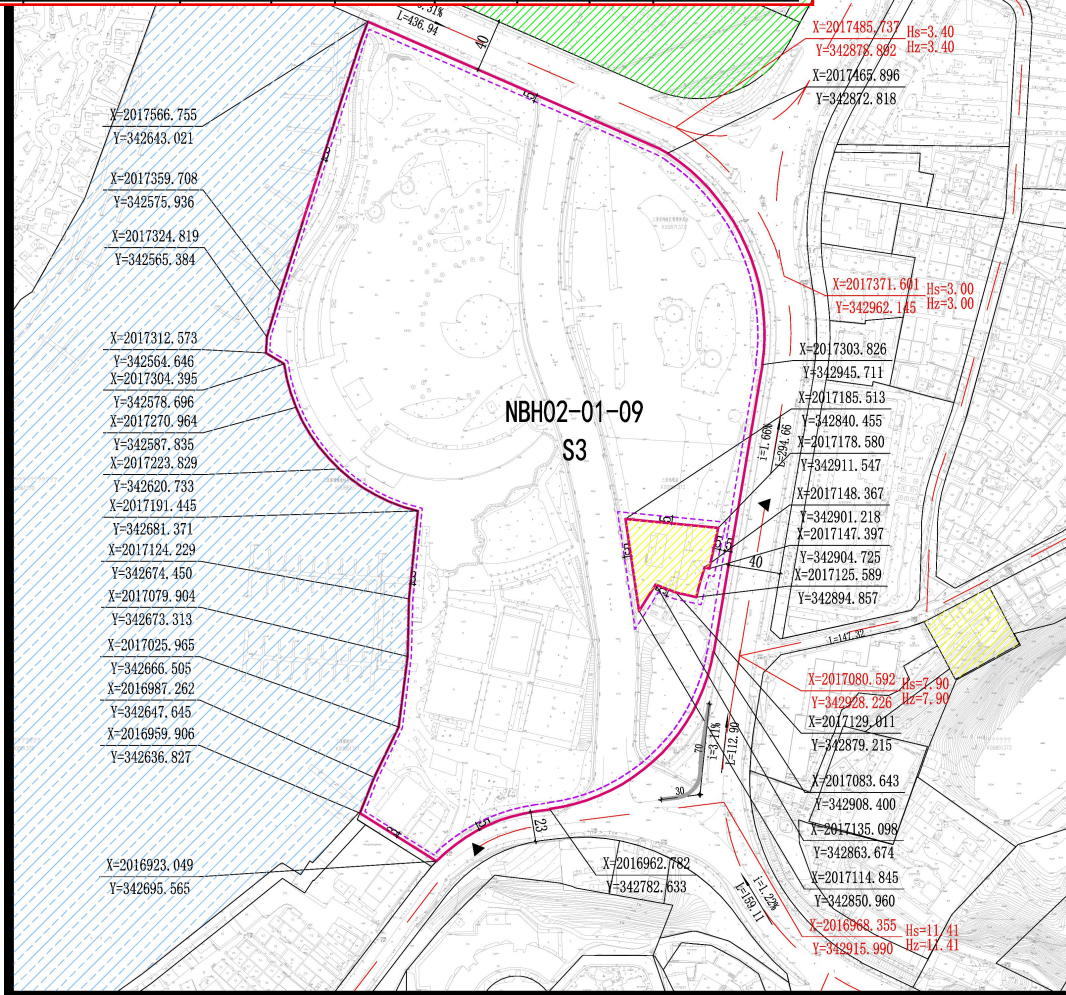 L=436.94
40
X=2017485.737 Hs=3.40
Y=342878.892 Hz=3.40
X=2017465.896
Y=342872.818
X=2017566.755
Y=342643.021
X=2017359.708
Y=342575.936
X=2017324.819
Y=342565.384
X=2017371.601 Hs=3.00
Y=342962.145 Hz=3.00
X=2017312.573
Y=342564.646
X=2017304.395
Y=342578.696
X=2017270.964
Y=342587.835
X=2017223.829
Y=342620.733
X=2017191.445
Y=342681.371
X=2017124.229
Y=342674.450
X=2017079.904
Y=342673.313
X=2017025.965
Y=342666.505
X=2016987.262
Y=342647.645
X=2016959.906
Y=342636.827
X=2016923.049
Y=342695.565
NBH02-01-09
S3
X=2017303.826
Y=342945.711
X=2017185.513
Y=342840.455
X=2017178.580
Y=342911.547
X=2017148.367
Y=342901.218
X=2017147.397
Y=342904.725
X=2017125.589
Y=342894.857
i=1.66%
L=294.66
40
L=147.32
X=2017080.592 Hs=7.90
Y=342928.226 Hz=7.90
X=2017129.011
Y=342879.215
X=2017083.643
Y=342908.400
X=2017135.098
Y=342863.674
X=2017114.845
Y=342850.960
X=2016968.355 Hs=11.41
Y=342915.990 Hz=11.41
i=3.11%
L=112.90
70
30
23
X=2016962.782
Y=342782.633
i=1.22%
L=159.11